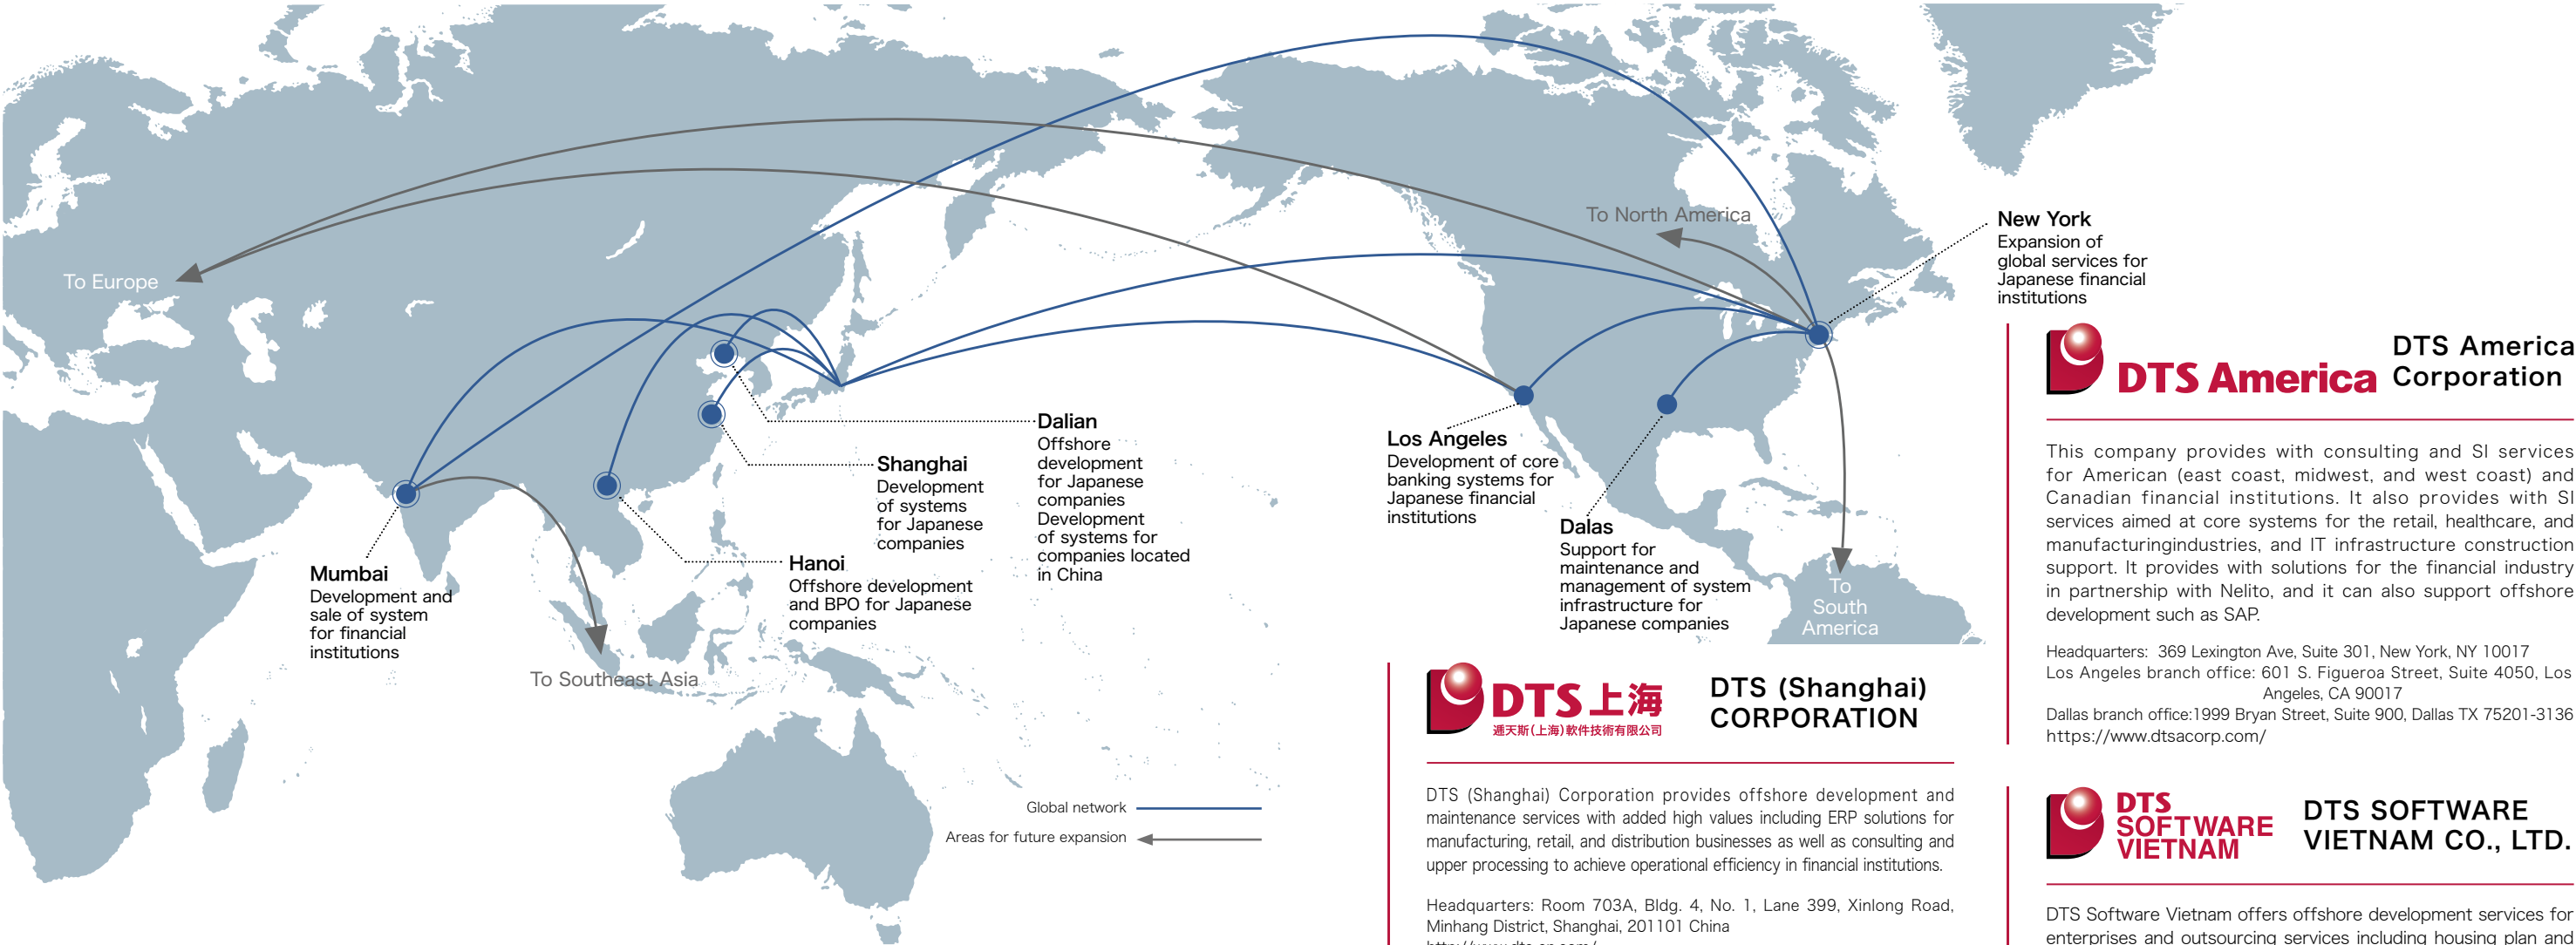 To Europe
To North America
New York
Expansion of
global services for
Japanese financial
institutions
Dalian
Offshore
development
for Japanese
companies
Development
of systems for
companies located
in China
Shanghai
Development
of systems
for Japanese
companies
Hanoi
Offshore development
and BPO for Japanese
companies
Mumbai
Development and
sale of system
for financial
institutions
To Southeast Asia
Los Angeles
Development of core
banking systems for
Japanese financial
institutions
Dalas
Support for
maintenance and
management of system
infrastructure for
Japanese companies
To
South
America
Global network
Areas for future expansion
DTS America
DTS America
Corporation
This company provides with consulting and SI services
for American (east coast, midwest, and west coast) and
Canadian financial institutions. It also provides with SI
services aimed at core systems for the retail, healthcare, and
manufacturingindustries, and IT infrastructure construction
support. It provides with solutions for the financial industry
in partnership with Nelito, and it can also support offshore
development such as SAP.
Headquarters: 369 Lexington Ave, Suite 301, New York, NY 10017
Los Angeles branch office: 601 S. Figueroa Street, Suite 4050, Los
Angeles, CA 90017
Dallas branch office:1999 Bryan Street, Suite 900, Dallas TX 75201-3136
https://www.dtsacorp.com/
DTS上海
逓天斯(上海)軟件技術有限公司
DTS (Shanghai)
CORPORATION
DTS (Shanghai) Corporation provides offshore development and
maintenance services with added high values including ERP solutions for
manufacturing, retail, and distribution businesses as well as consulting and
upper processing to achieve operational efficiency in financial institutions.
Headquarters: Room 703A, Bldg. 4, No. 1, Lane 399, Xinlong Road,
Minhang District, Shanghai, 201101 China
DTS
SOFTWARE
VIETNAM
DTS SOFTWARE
VIETNAM CO., LTD.
DTS Software Vietnam offers offshore development services for
enterprises and outsourcing services including housing plan and